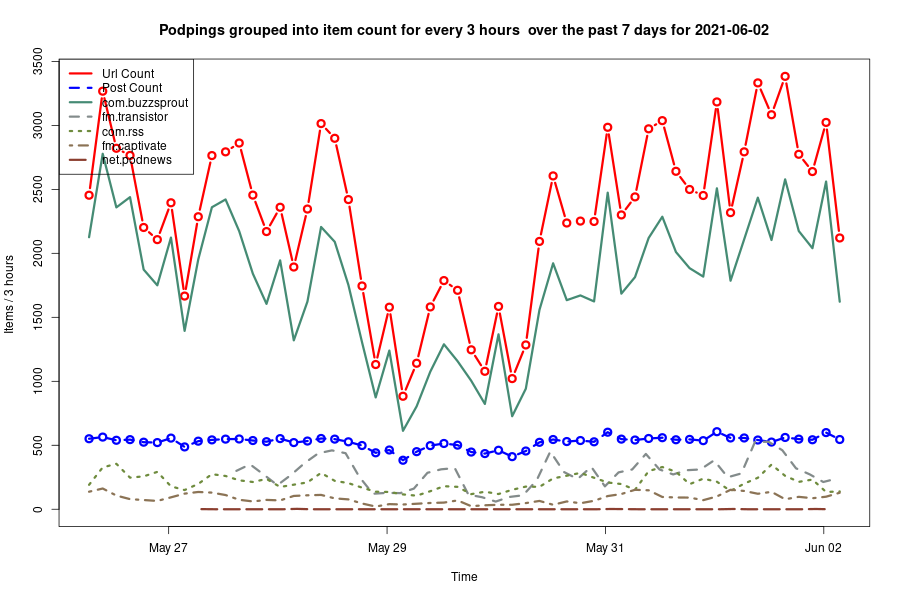 Podpings grouped into item count for every 3 hours  over the past 7 days for 2021-06-02
Items / 3 hours
3500
3000
2500
2000
1500
1000
500
0
Url Count
Post Count
com.buzzsprout
fm.transistor
com.rss
fm.captivate
net.podnews
May 27
May 29
May 31
Jun 02
Time